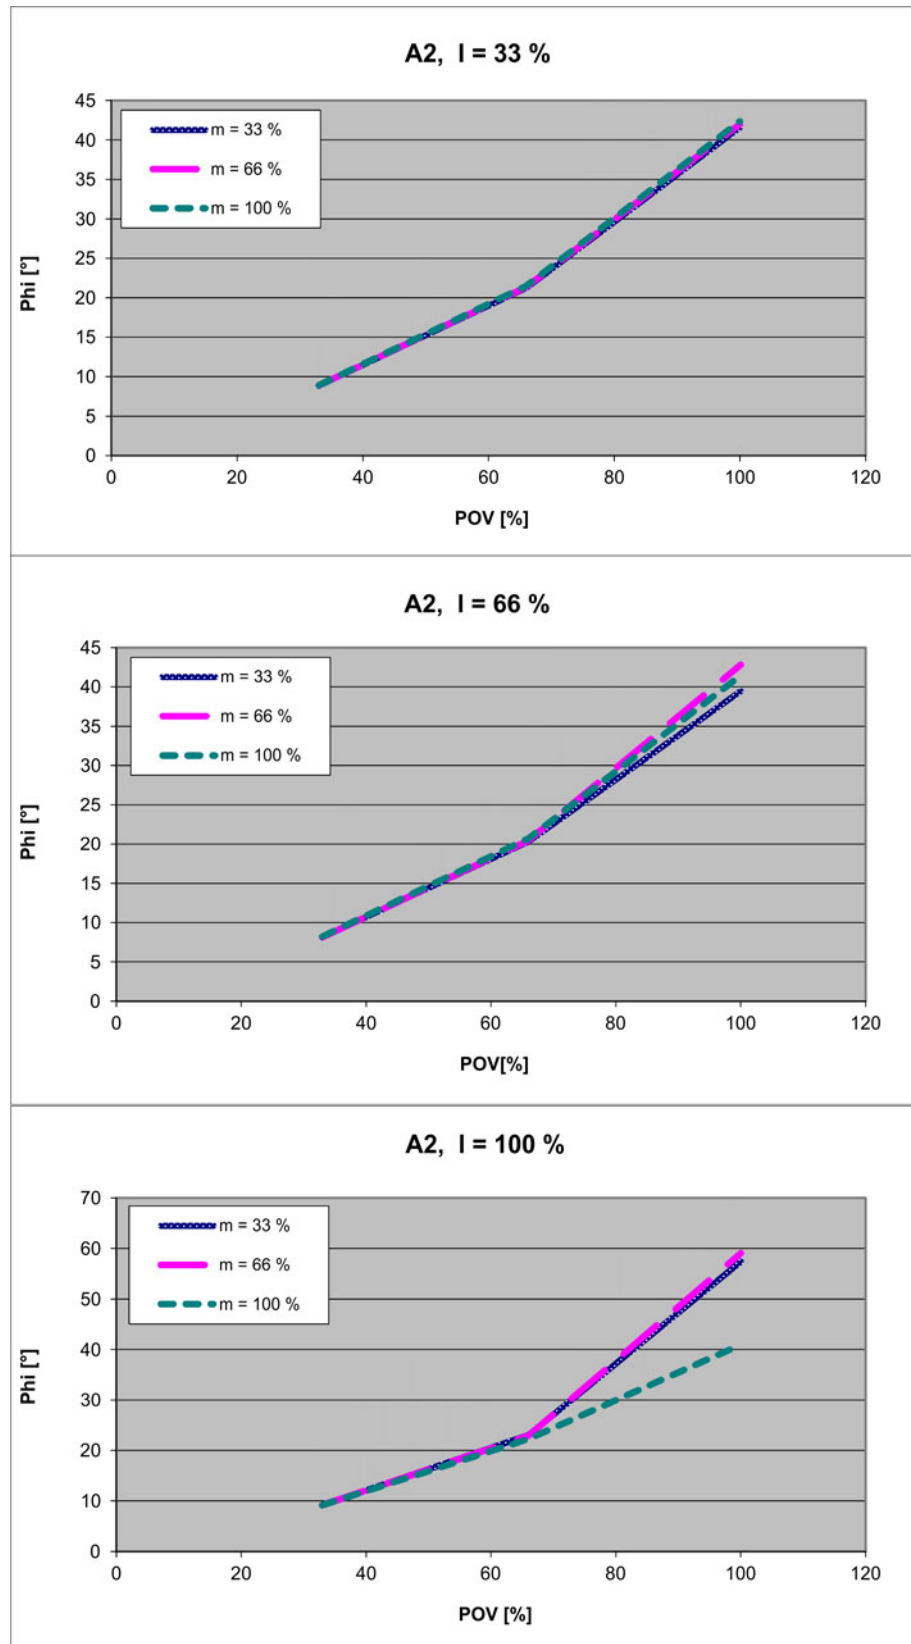 A2, I = 33 %
45
40
35
30
25
20
15
10
5
0
m = 33 %
m = 66 %
m = 100 %
Phi [°]
0 20 40 60 80 100 120
POV [%]
A2, I = 66 %
45
40
35
30
25
20
15
10
5
0
m = 33 %
m = 66 %
m = 100 %
Phi [°]
0 20 40 60 80 100 120
POV[%]
A2, I = 100 %
70
60
50
40
30
20
10
0
m = 33 %
m = 66 %
m = 100 %
Phi [°]
0 20 40 60 80 100 120
POV [%]